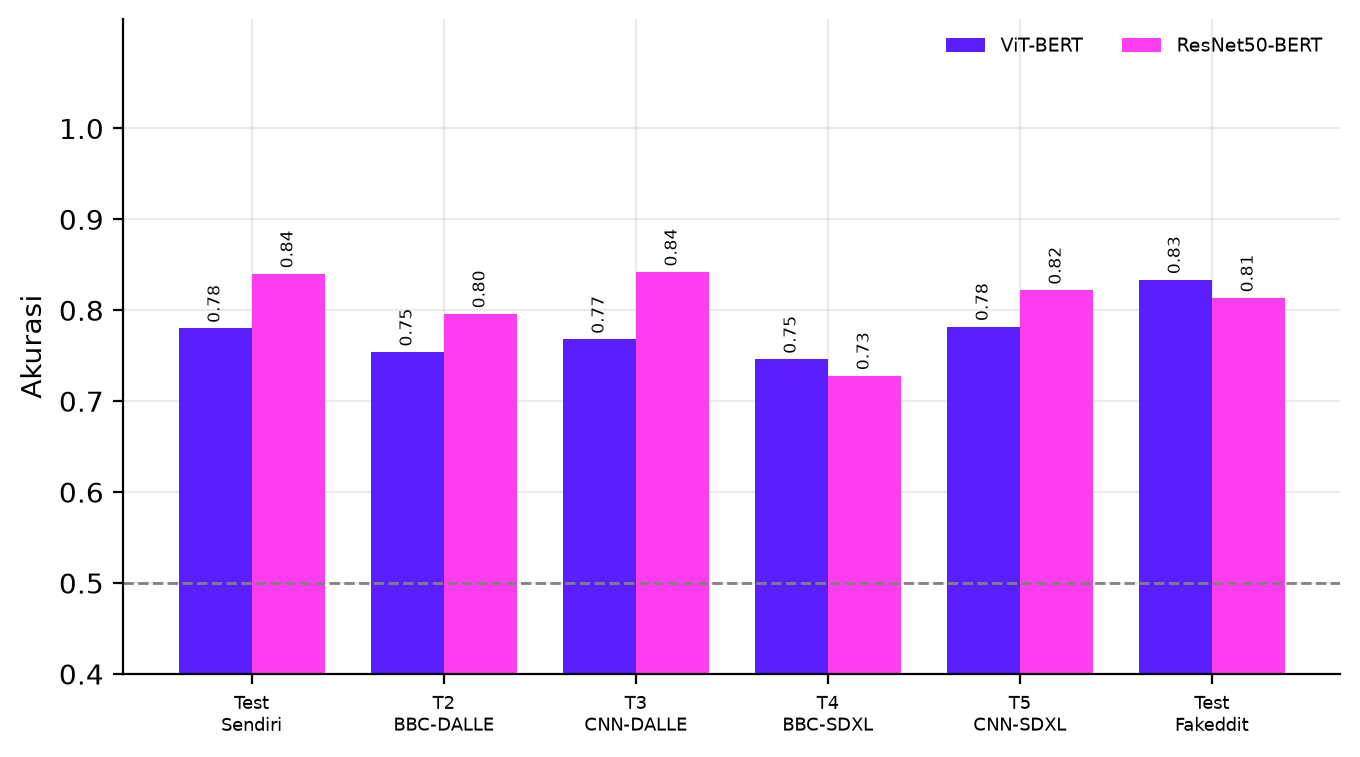 ViT-BERT
ResNet50-BERT
Akurasi
1.0
0.9
0.8
0.7
0.6
0.5
0.4
0.78
0.84
0.75
0.80
0.77
0.84
0.75
0.73
0.78
0.82
0.83
0.81
Test
Sendiri
T2
BBC-DALLE
T3
CNN-DALLE
T4
BBC-SDXL
T5
CNN-SDXL
Test
Fakeddit